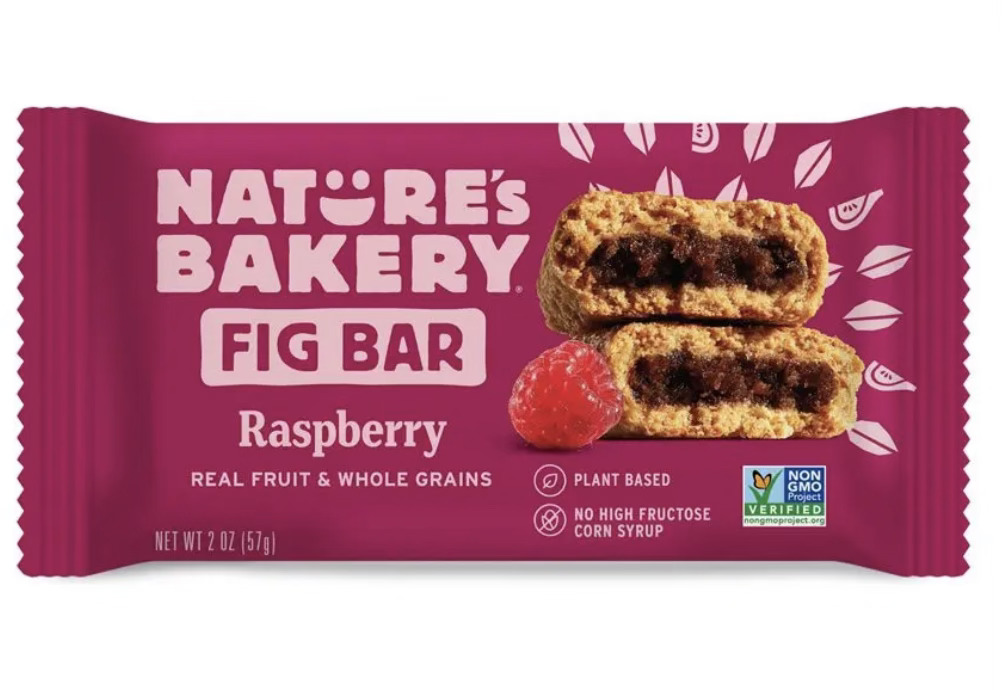 NATURE'S
BAKERY®
FIG BAR
Raspberry
REAL FRUIT & WHOLE GRAINS
NET WT 2 OZ (57g)
PLANT BASED
NO HIGH FRUCTOSE
CORN SYRUP
NON
GMO
Project
VERIFIED
nongmoproject.org